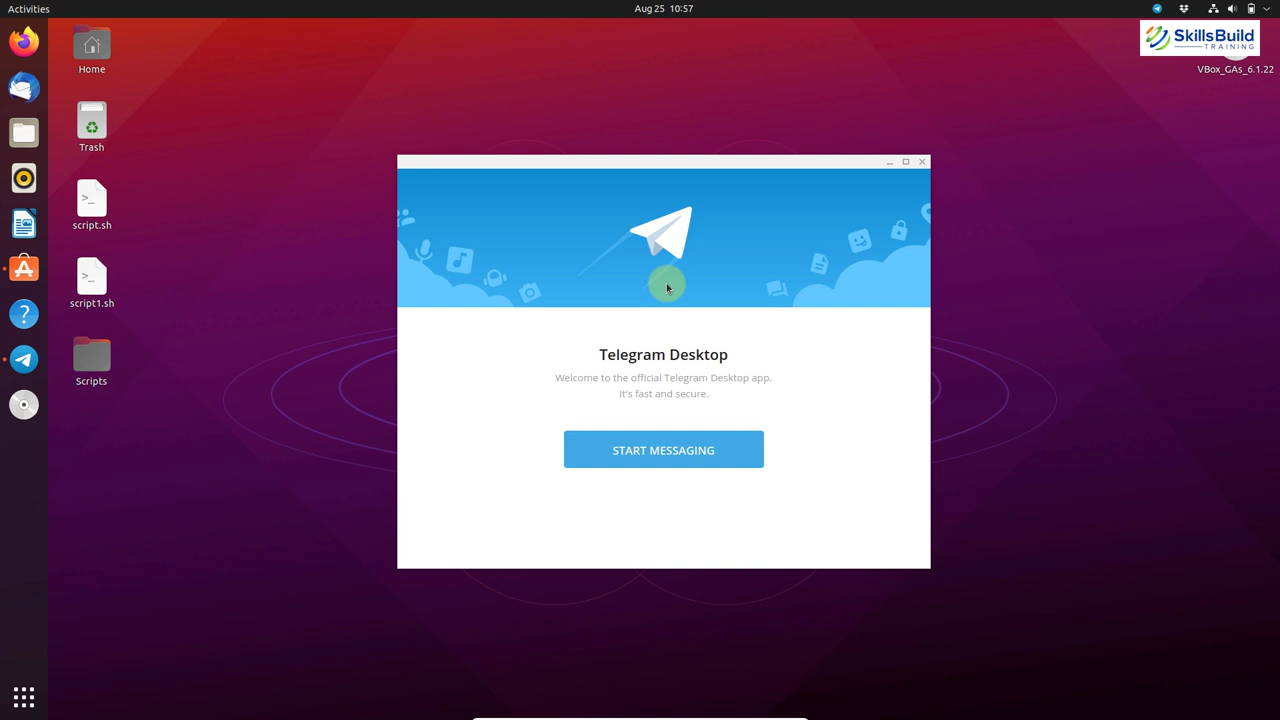 Activities
Aug 25 10:57
SkillsBuild
TRAINING
Home
VBox_GAs_6.1.22
Trash
script.sh
script1.sh
Scripts
Telegram Desktop
Welcome to the official Telegram Desktop app.
It's fast and secure.
START MESSAGING